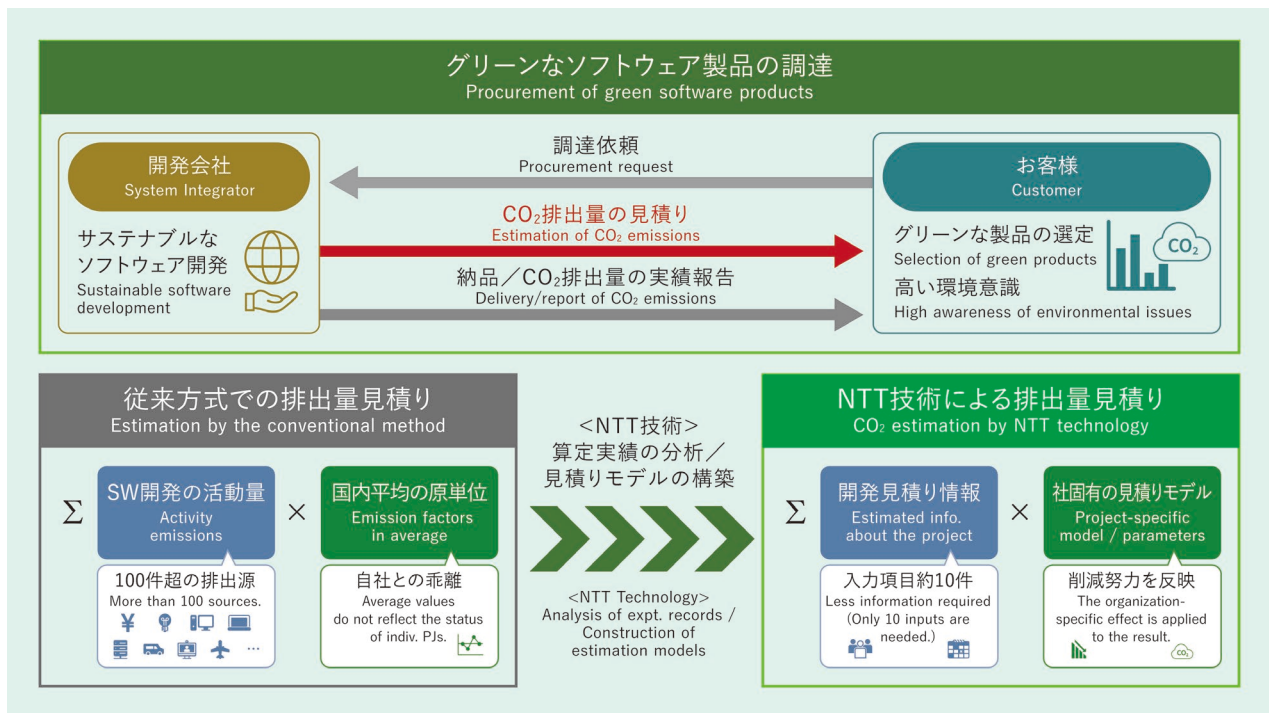 グリーンなソフトウェア製品の調達
Procurement of green software products
開発会社
System Integrator
サステナブルな
ソフトウェア開発
Sustainable software
development
調達依頼
Procurement request
CO₂排出量の見積り
Estimation of CO₂ emissions
納品／CO₂排出量の実績報告
Delivery/report of CO₂ emissions
お客様
Customer
グリーンな製品の選定
Selection of green products
高い環境意識
High awareness of environmental issues
CO₂
従来方式での排出量見積り
Estimation by the conventional method
Σ
SW開発の活動量
Activity
emissions
×
国内平均の原単位
Emission factors
in average
100件超の排出源
More than 100 sources.
¥
…
自社との乖離
Average values
do not reflect the status
of indiv. PJs.
<NTT技術>
算定実績の分析／
見積りモデルの構築
<NTT Technology>
Analysis of expt. records /
Construction of
estimation models
NTT技術による排出量見積り
CO₂ estimation by NTT technology
Σ
開発見積り情報
Estimated info.
about the project
×
社固有の見積りモデル
Project-specific
model / parameters
入力項目約10件
Less information required
(Only 10 inputs are
needed.)
削減努力を反映
The organization-
specific effect is applied
to the result.
CO₂